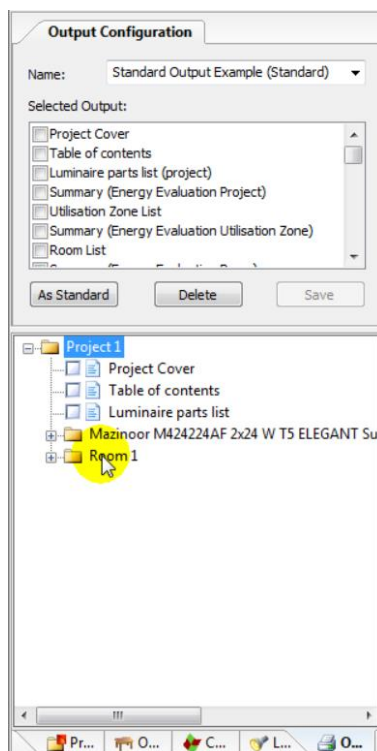 Output Configuration
Name: Standard Output Example (Standard)
Selected Output:
Project Cover
Table of contents
Luminaire parts list (project)
Summary (Energy Evaluation Project)
Utilisation Zone List
Summary (Energy Evaluation Utilisation Zone)
Room List
As Standard Delete Save
Project 1
Project Cover
Table of contents
Luminaire parts list
Mazinoor M424224AF 2x24 W T5 ELEGANT Su
Room 1
Pr... O... C... L... O...